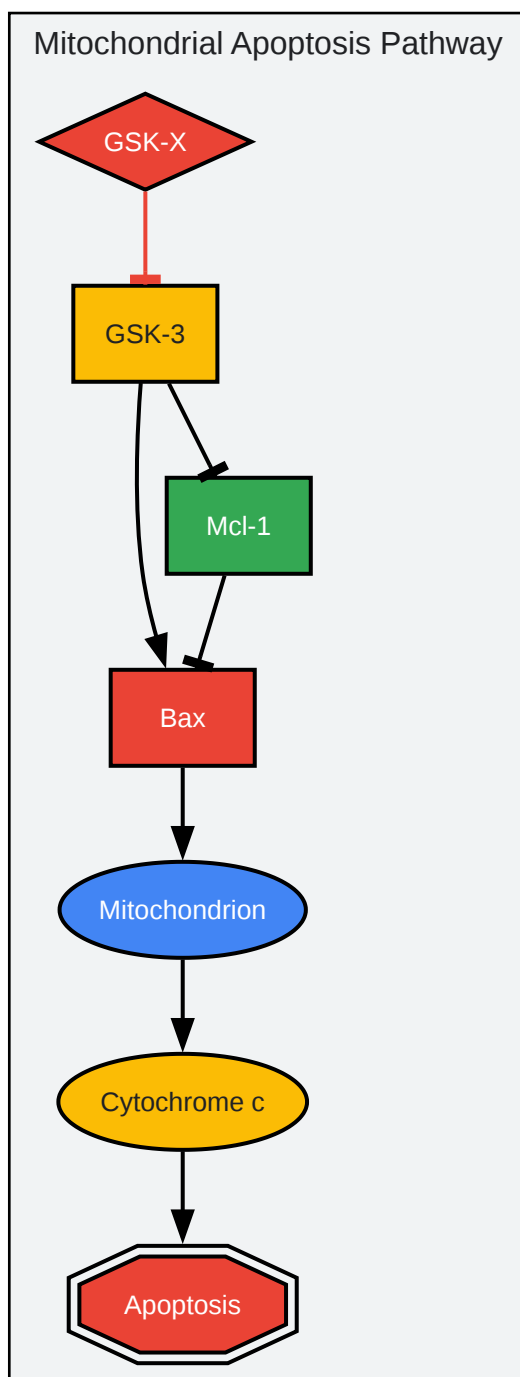 Mitochondrial Apoptosis Pathway
GSK-X
GSK-3
Mcl-1
Bax
Mitochondrion
Cytochrome c
Apoptosis